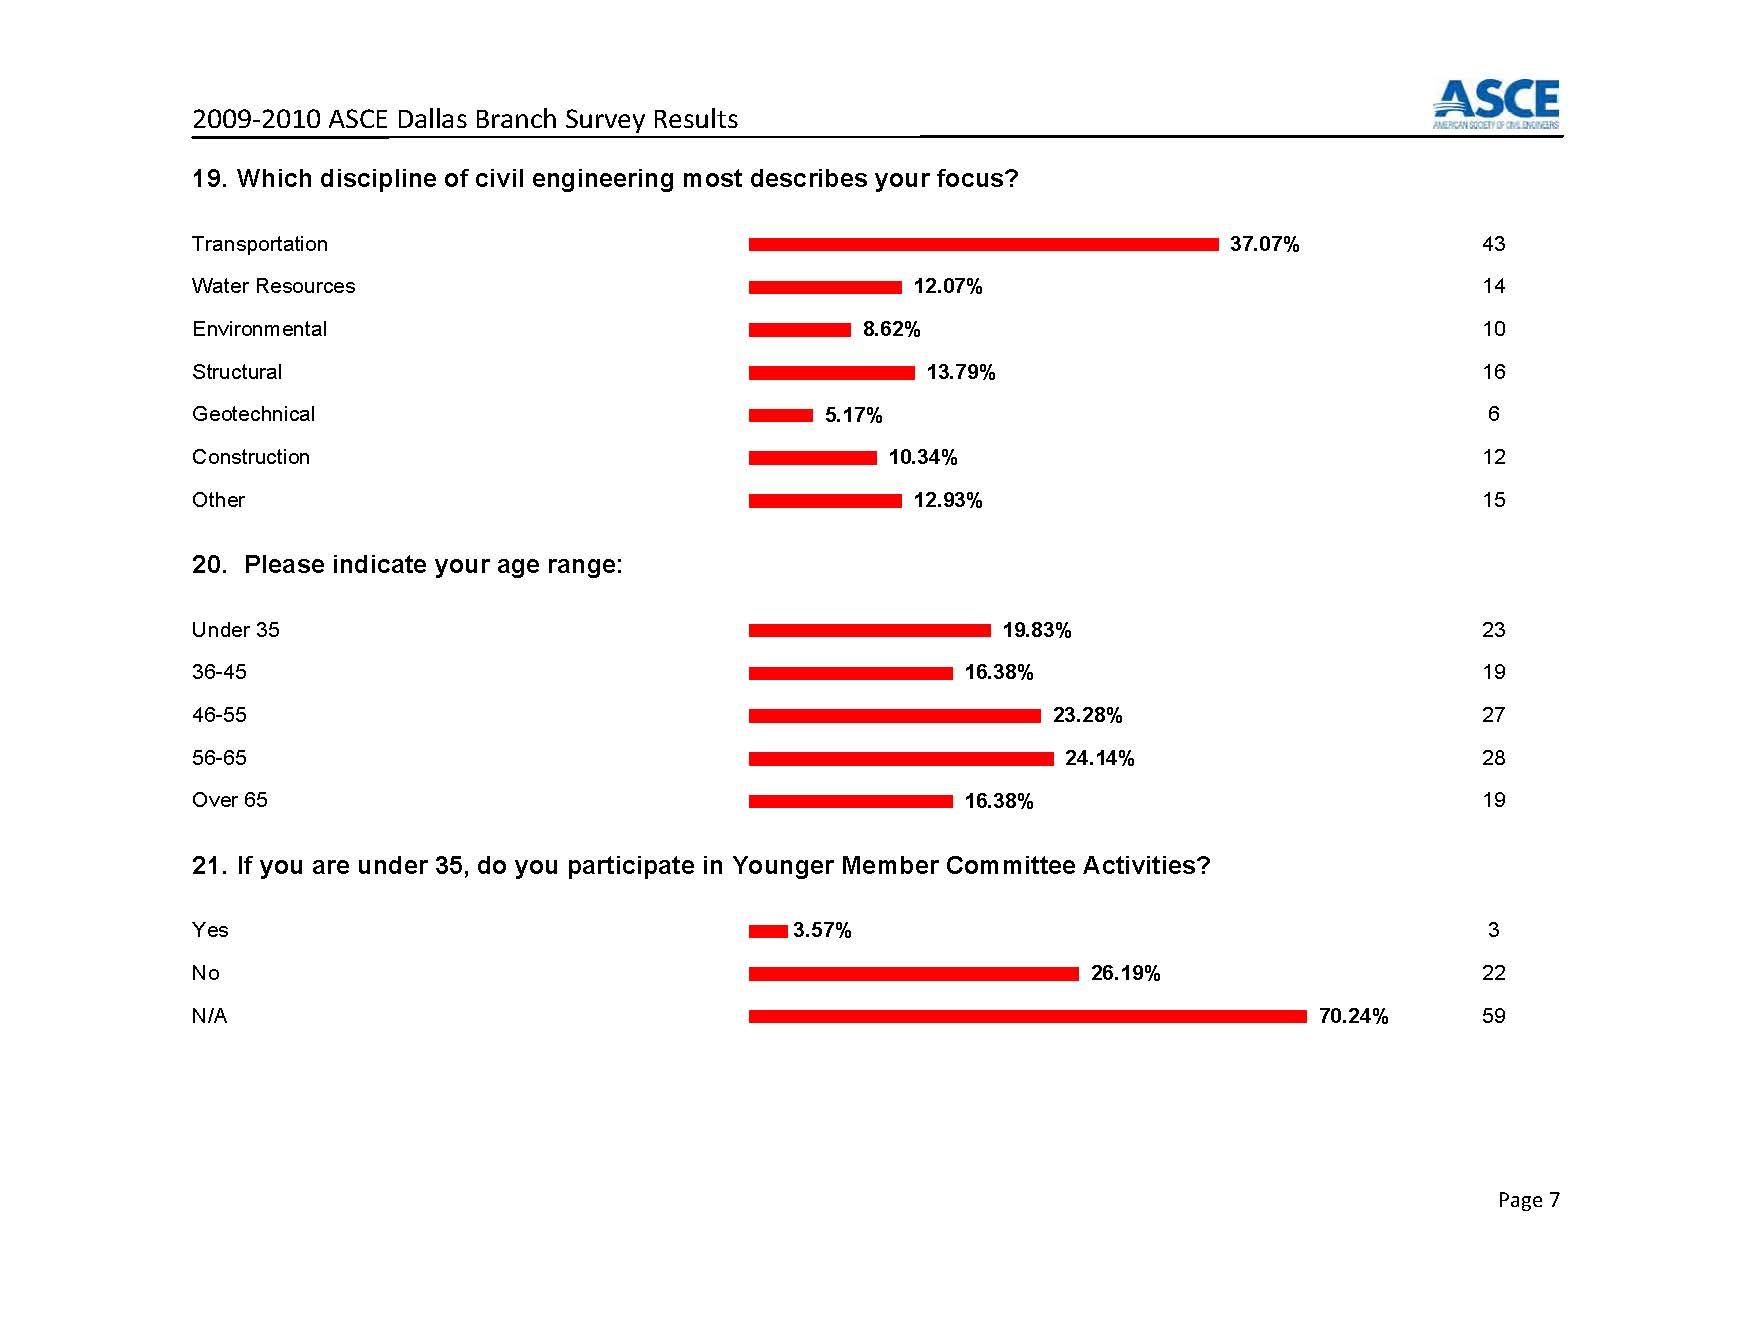 2009-2010 ASCE Dallas Branch Survey Results
ASCE
AMERICAN SOCIETY OF CIVIL ENGINEERS
19. Which discipline of civil engineering most describes your focus?
Transportation 37.07% 43
Water Resources 12.07% 14
Environmental 8.62% 10
Structural 13.79% 16
Geotechnical 5.17% 6
Construction 10.34% 12
Other 12.93% 15
20. Please indicate your age range:
Under 35 19.83% 23
36-45 16.38% 19
46-55 23.28% 27
56-65 24.14% 28
Over 65 16.38% 19
21. If you are under 35, do you participate in Younger Member Committee Activities?
Yes 3.57% 3
No 26.19% 22
N/A 70.24% 59
Page 7